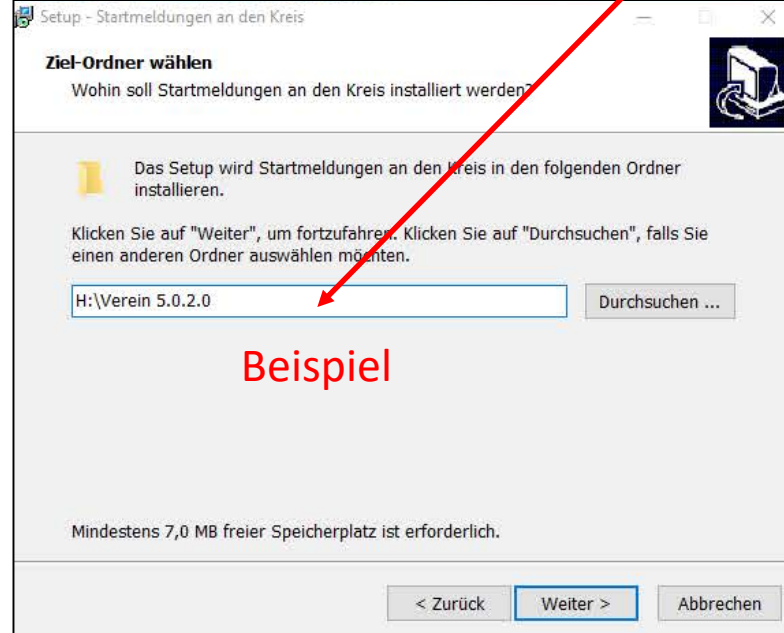 Setup - Startmeldungen an den Kreis
Ziel-Ordner wählen
Wohin soll Startmeldungen an den Kreis installiert werden?
Das Setup wird Startmeldungen an den Kreis in den folgenden Ordner
installieren.
Klicken Sie auf "Weiter", um fortzufahren. Klicken Sie auf "Durchsuchen", falls Sie
einen anderen Ordner auswählen möchten.
H:\Verein 5.0.2.0
Durchsuchen ...
Beispiel
Mindestens 7,0 MB freier Speicherplatz ist erforderlich.
< Zurück
Weiter >
Abbrechen